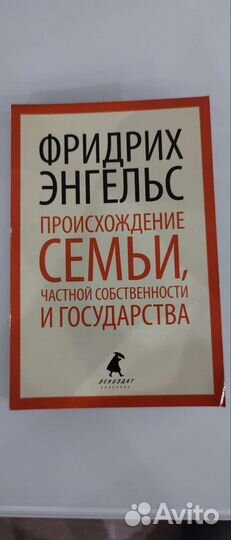 ФРИДРИХ
ЭНГЕЛЬС
ПРОИСХОЖДЕНИЕ
СЕМЬИ,
ЧАСТНОЙ СОБСТВЕННОСТИ
И ГОСУДАРСТВА
ЛЕНИЗДАТ
Avito